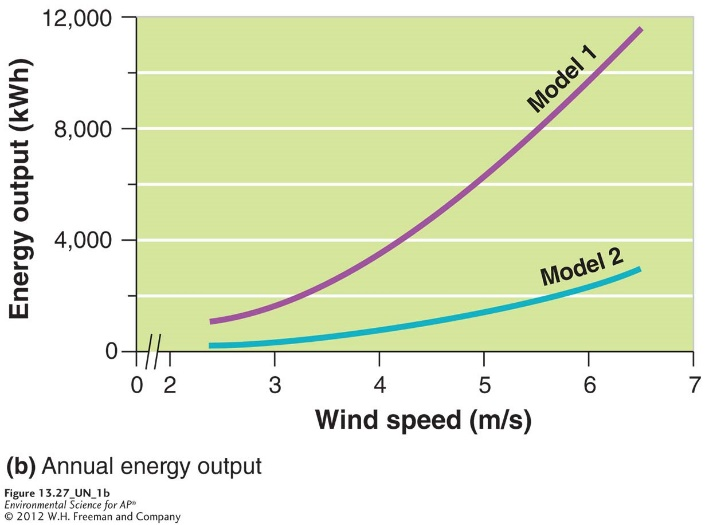 12,000
8,000
4,000
0
Energy output (kWh)
Model 1
Model 2
0 2 3 4 5 6 7
Wind speed (m/s)
(b) Annual energy output
Figure 13.27_UN_1b
Environmental Science for AP®
© 2012 W.H. Freeman and Company